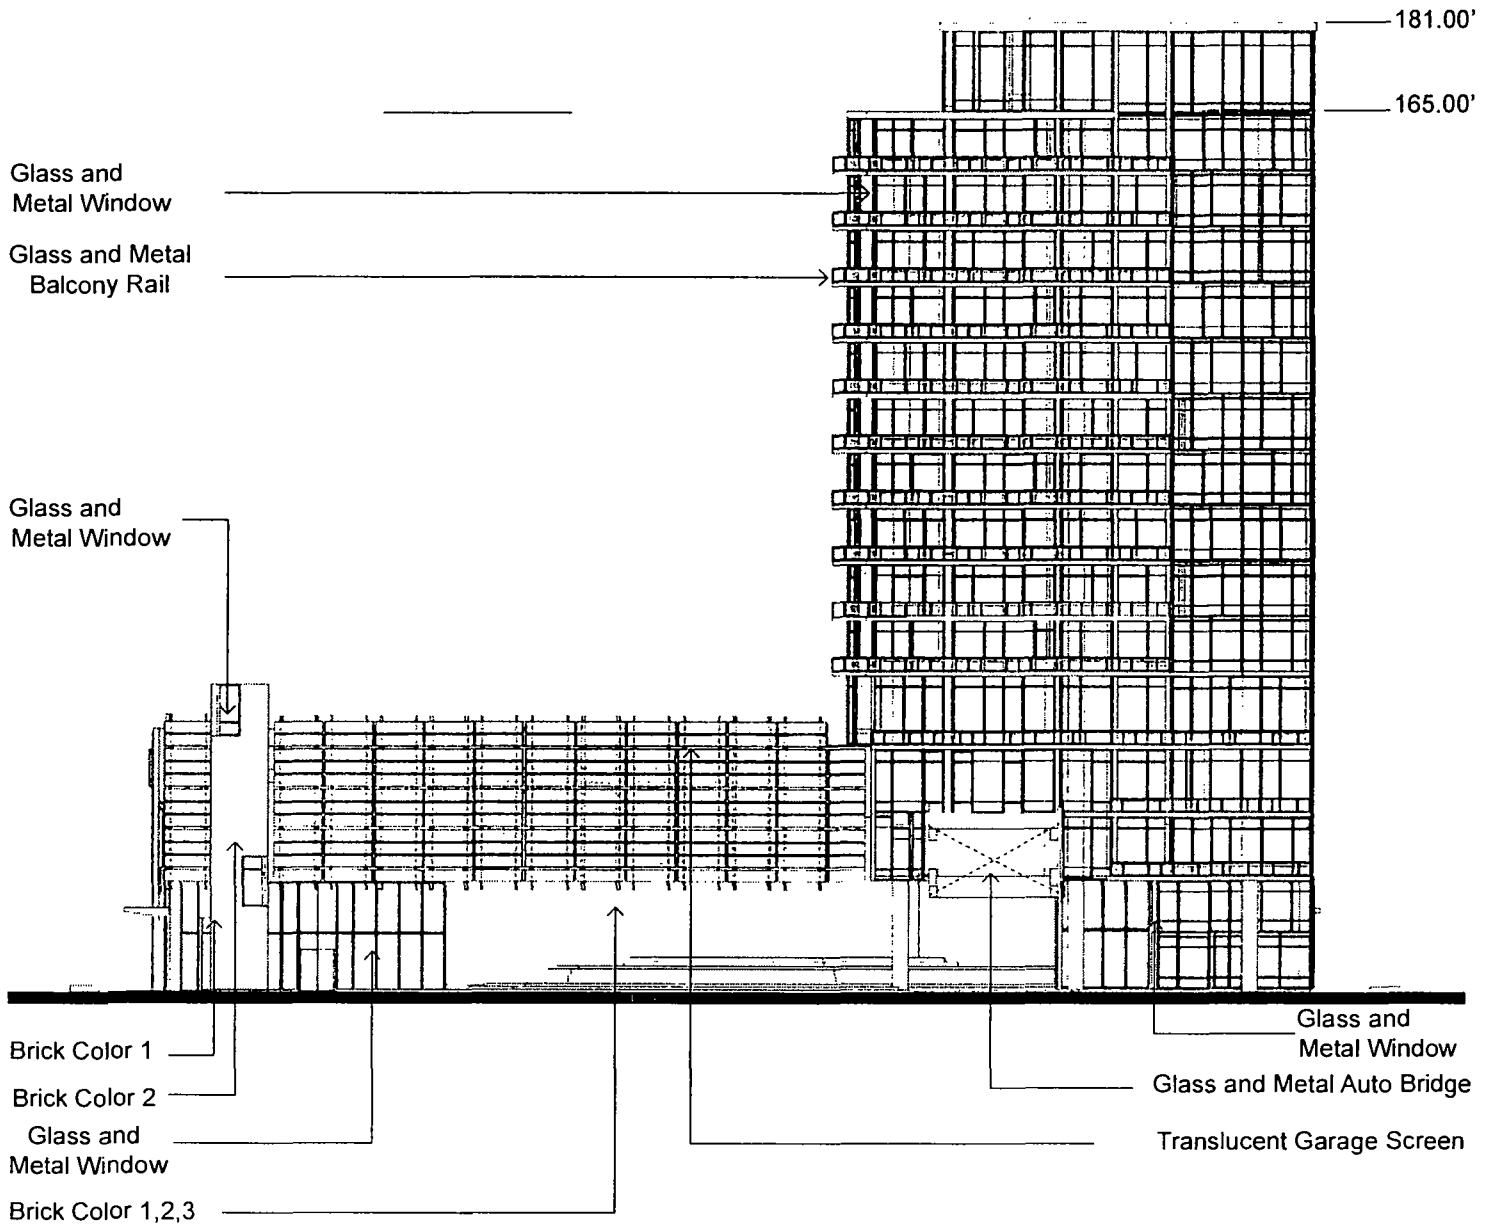 181.00'
165.00'
Glass and
Metal Window
Glass and Metal
Balcony Rail
Glass and
Metal Window
Brick Color 1
Brick Color 2
Glass and
Metal Window
Brick Color 1,2,3
Glass and
Metal Window
Glass and Metal Auto Bridge
Translucent Garage Screen